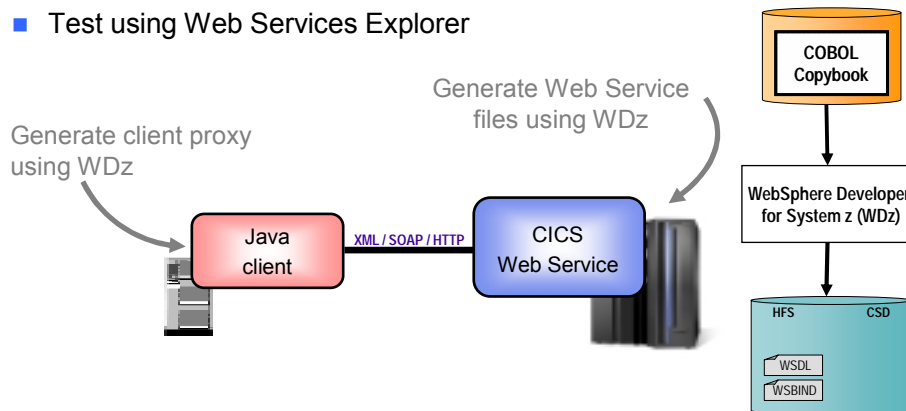 Test using Web Services Explorer
Generate client proxy
using WDz
Generate Web Service
files using WDz
Java
client
XML / SOAP / HTTP
CICS
Web Service
COBOL
Copybook
WebSphere Developer
for System z (WDz)
HFS CSD
WSDL
WSBIND